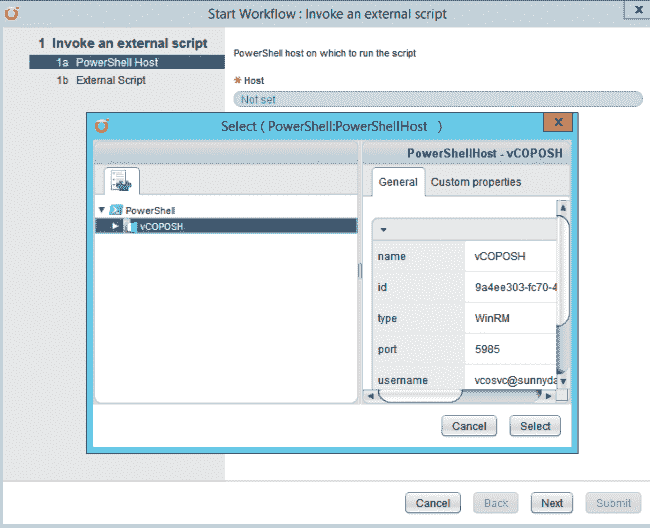 Start Workflow : Invoke an external script
X
1 Invoke an external script
1a PowerShell Host
1b External Script
PowerShell host on which to run the script
* Host
Not set
Select ( PowerShell:PowerShellHost )
X
PowerShell
vCOPOSH
PowerShellHost - vCOPOSH
General Custom properties
name vCOPOSH
id 9a4ee303-fc70-4
type WinRM
port 5985
username vcosvc@sunnyda
Cancel Select
Cancel Back Next Submit